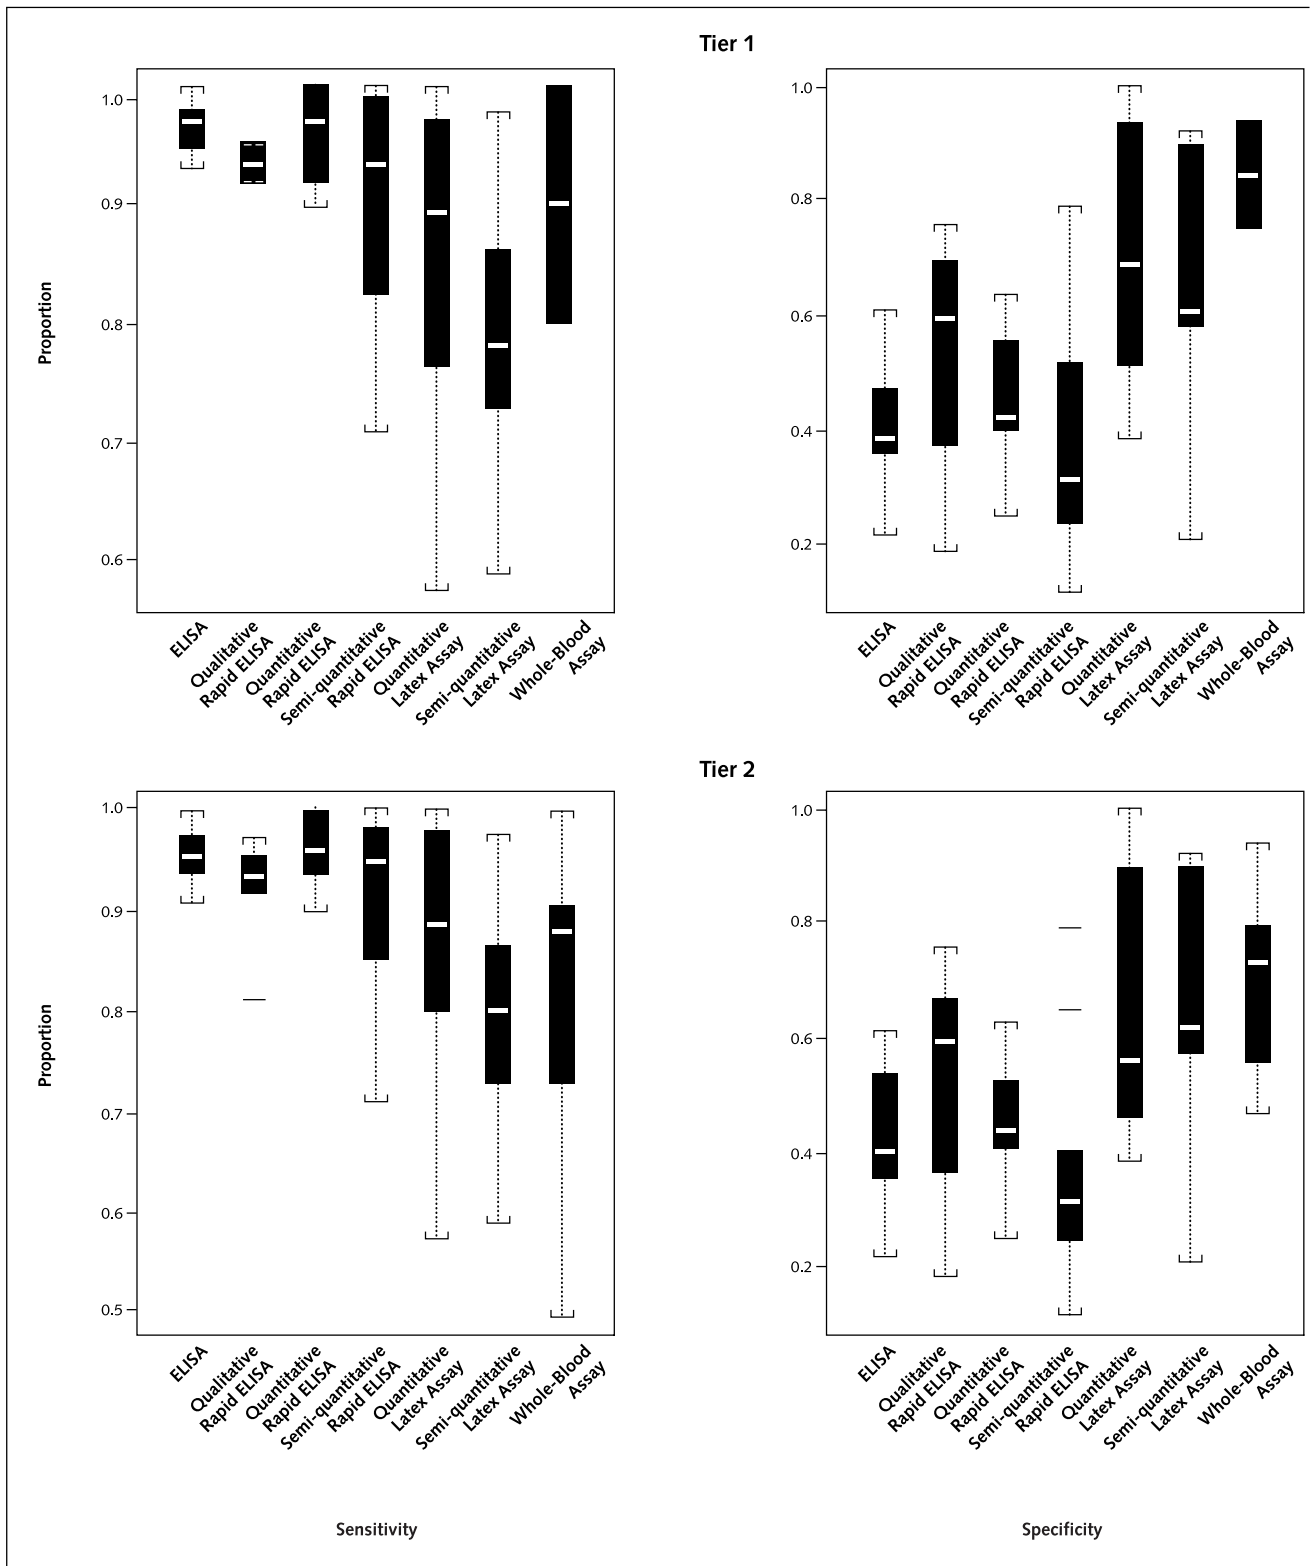 Tier 1
Proportion
1.0
0.9
0.8
0.7
0.6
ELISA
Qualitative
Rapid ELISA
Quantitative
Rapid ELISA
Semi-quantitative
Rapid ELISA
Quantitative
Latex Assay
Semi-quantitative
Latex Assay
Whole-Blood
Assay
1.0
0.8
0.6
0.4
0.2
ELISA
Qualitative
Rapid ELISA
Quantitative
Rapid ELISA
Semi-quantitative
Rapid ELISA
Quantitative
Latex Assay
Semi-quantitative
Latex Assay
Whole-Blood
Assay
Tier 2
Proportion
1.0
0.9
0.8
0.7
0.6
0.5
ELISA
Qualitative
Rapid ELISA
Quantitative
Rapid ELISA
Semi-quantitative
Rapid ELISA
Quantitative
Latex Assay
Semi-quantitative
Latex Assay
Whole-Blood
Assay
1.0
0.8
0.6
0.4
0.2
ELISA
Qualitative
Rapid ELISA
Quantitative
Rapid ELISA
Semi-quantitative
Rapid ELISA
Quantitative
Latex Assay
Semi-quantitative
Latex Assay
Whole-Blood
Assay
Sensitivity
Specificity